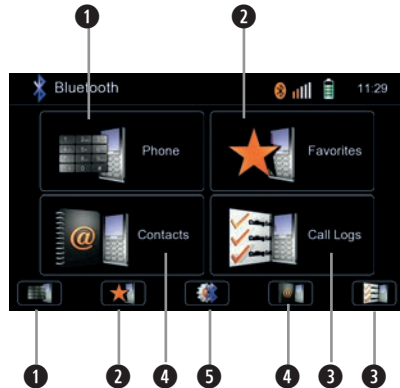 1 2
Bluetooth 11:29
Phone Favorites
Contacts Call Logs
1 2 5 4 3
4 3